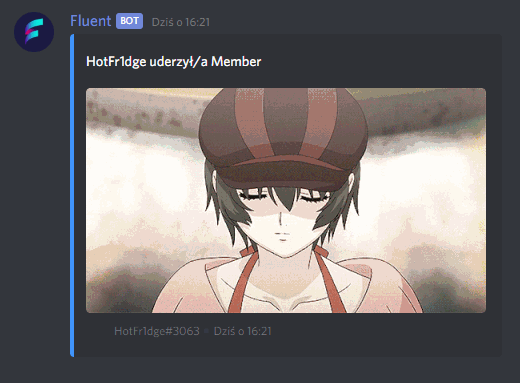 Fluent BOT Dziś o 16:21
HotFr1dge uderzył/a Member
HotFr1dge#3063 • Dziś o 16:21